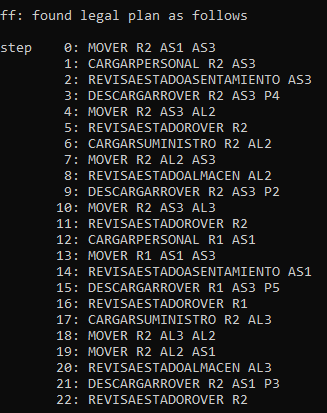 ff: found legal plan as follows
step 0: MOVER R2 AS1 AS3
1: CARGARPERSONAL R2 AS3
2: REVISAESTADOASENTAMIENTO AS3
3: DESCARGARROVER R2 AS3 P4
4: MOVER R2 AS3 AL2
5: REVISAESTADOROVER R2
6: CARGARSUMINISTRO R2 AL2
7: MOVER R2 AL2 AS3
8: REVISAESTADOALMACEN AL2
9: DESCARGARROVER R2 AS3 P2
10: MOVER R2 AS3 AL3
11: REVISAESTADOROVER R2
12: CARGARPERSONAL R1 AS1
13: MOVER R1 AS1 AS3
14: REVISAESTADOASENTAMIENTO AS1
15: DESCARGARROVER R1 AS3 P5
16: REVISAESTADOROVER R1
17: CARGARSUMINISTRO R2 AL3
18: MOVER R2 AL3 AL2
19: MOVER R2 AL2 AS1
20: REVISAESTADOALMACEN AL3
21: DESCARGARROVER R2 AS1 P3
22: REVISAESTADOROVER R2